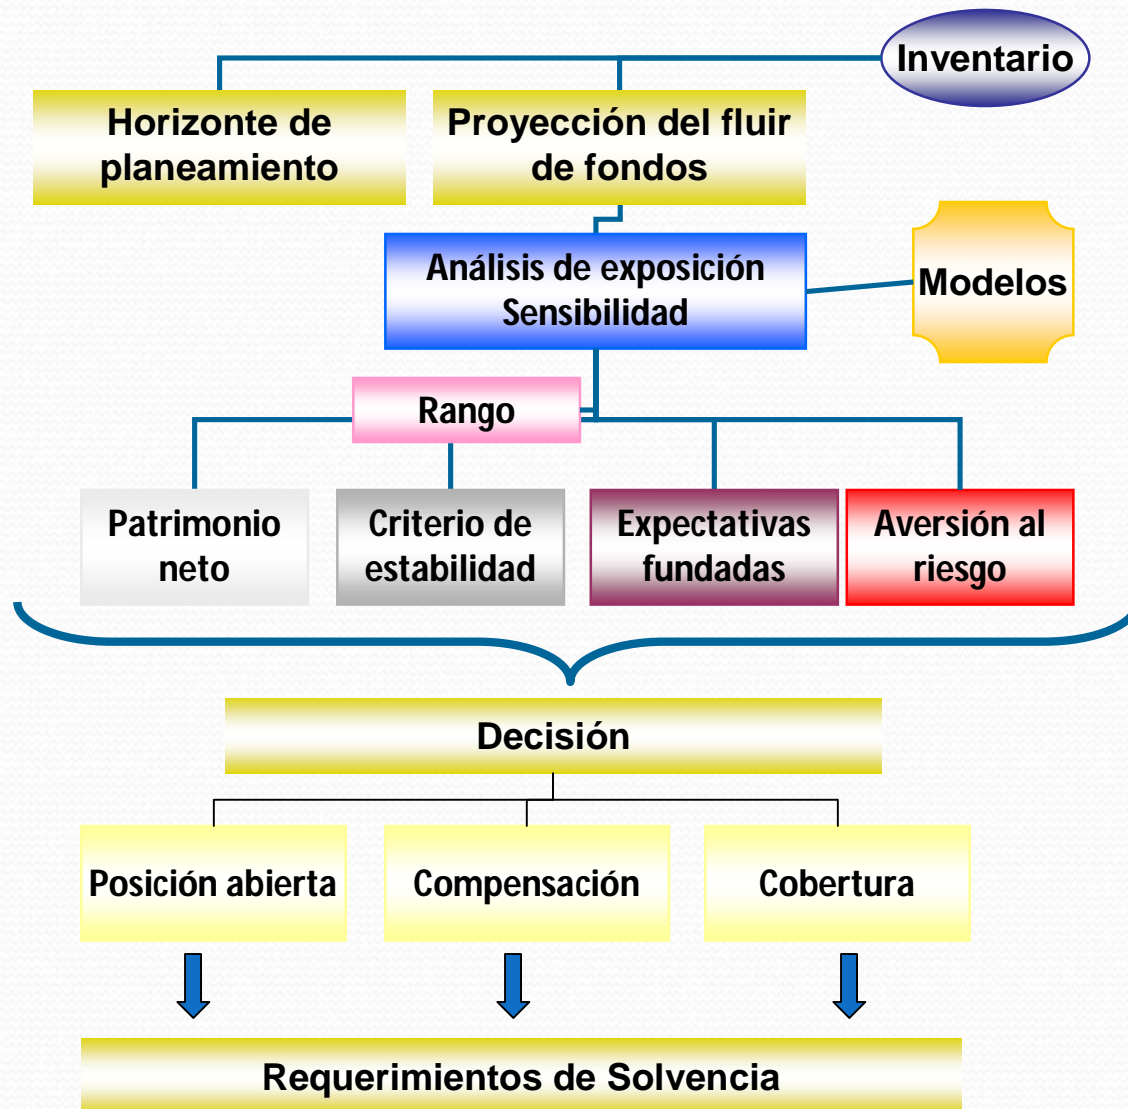 Inventario
Horizonte de
planeamiento
Proyección del fluir
de fondos
Análisis de exposición
Sensibilidad
Modelos
Rango
Patrimonio
neto
Criterio de
estabilidad
Expectativas
fundadas
Aversión al
riesgo
Decisión
Posición abierta
Compensación
Cobertura
Requerimientos de Solvencia